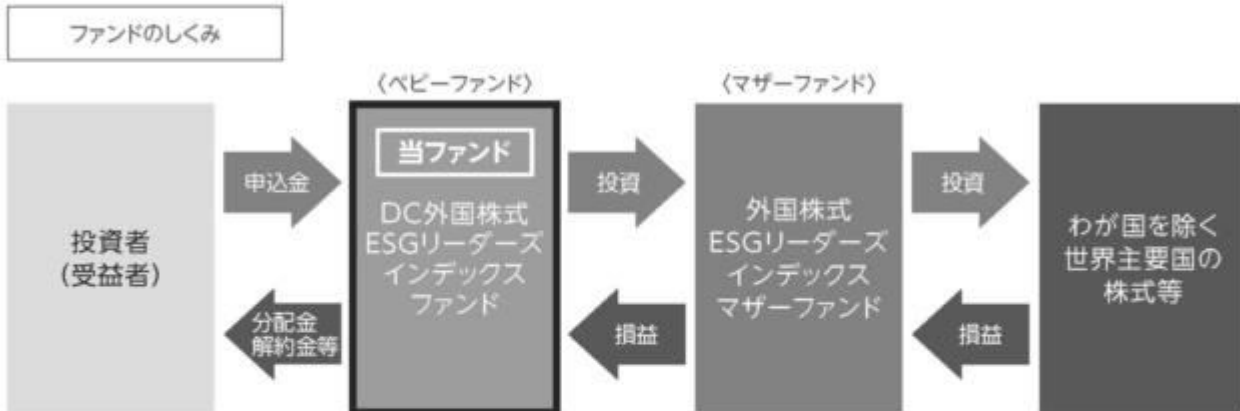 ファンドのしくみ
〈ベビーファンド〉
〈マザーファンド〉
投資者
(受益者)
申込金
分配金
解約金等
当ファンド
DC外国株式
ESGリーダーズ
インデックス
ファンド
投資
損益
外国株式
ESGリーダーズ
インデックス
マザーファンド
投資
損益
わが国を除く
世界主要国の
株式等